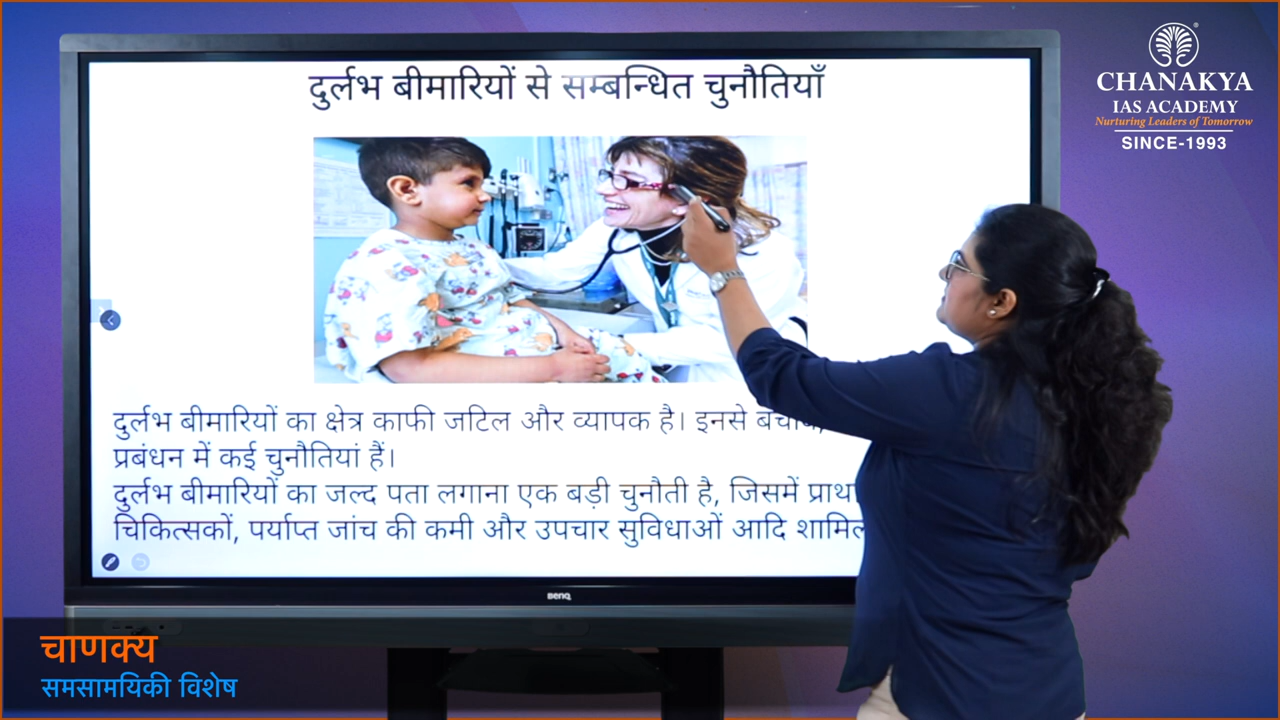 दुर्लभ बीमारियों से सम्बन्धित चुनौतियाँ
दुर्लभ बीमारियों का क्षेत्र काफी जटिल और व्यापक है। इनसे
प्रबंधन में कई चुनौतियां हैं।
दुर्लभ बीमारियों का जल्द पता लगाना एक बड़ी चुनौती है, जिसमें
चिकित्सकों, पर्याप्त जांच की कमी और उपचार सुविधाओं आदि शामिल
BENQ
CHANAKYA
IAS ACADEMY
Nurturing Leaders of Tomorrow
SINCE-1993
चाणक्य
समसामयिकी विशेष